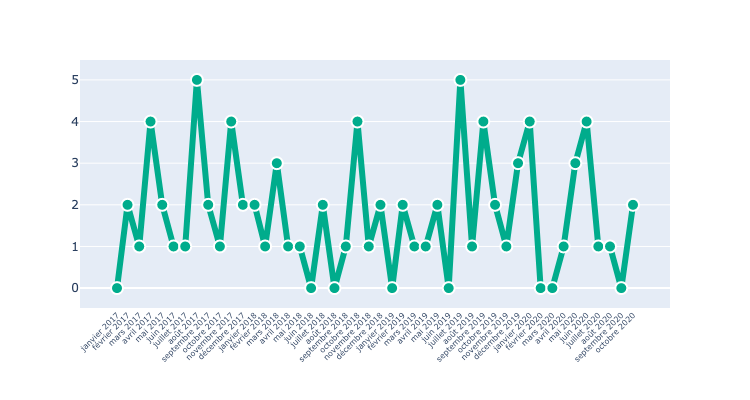 5
4
3
2
1
0
janvier 2017
février 2017
mars 2017
avril 2017
mai 2017
juin 2017
juillet 2017
août 2017
septembre 2017
octobre 2017
novembre 2017
décembre 2017
janvier 2018
février 2018
mars 2018
avril 2018
mai 2018
juin 2018
juillet 2018
août 2018
septembre 2018
octobre 2018
novembre 2018
décembre 2018
janvier 2019
février 2019
mars 2019
avril 2019
mai 2019
juin 2019
juillet 2019
août 2019
septembre 2019
octobre 2019
novembre 2019
décembre 2019
janvier 2020
février 2020
mars 2020
avril 2020
mai 2020
juin 2020
juillet 2020
août 2020
septembre 2020
octobre 2020